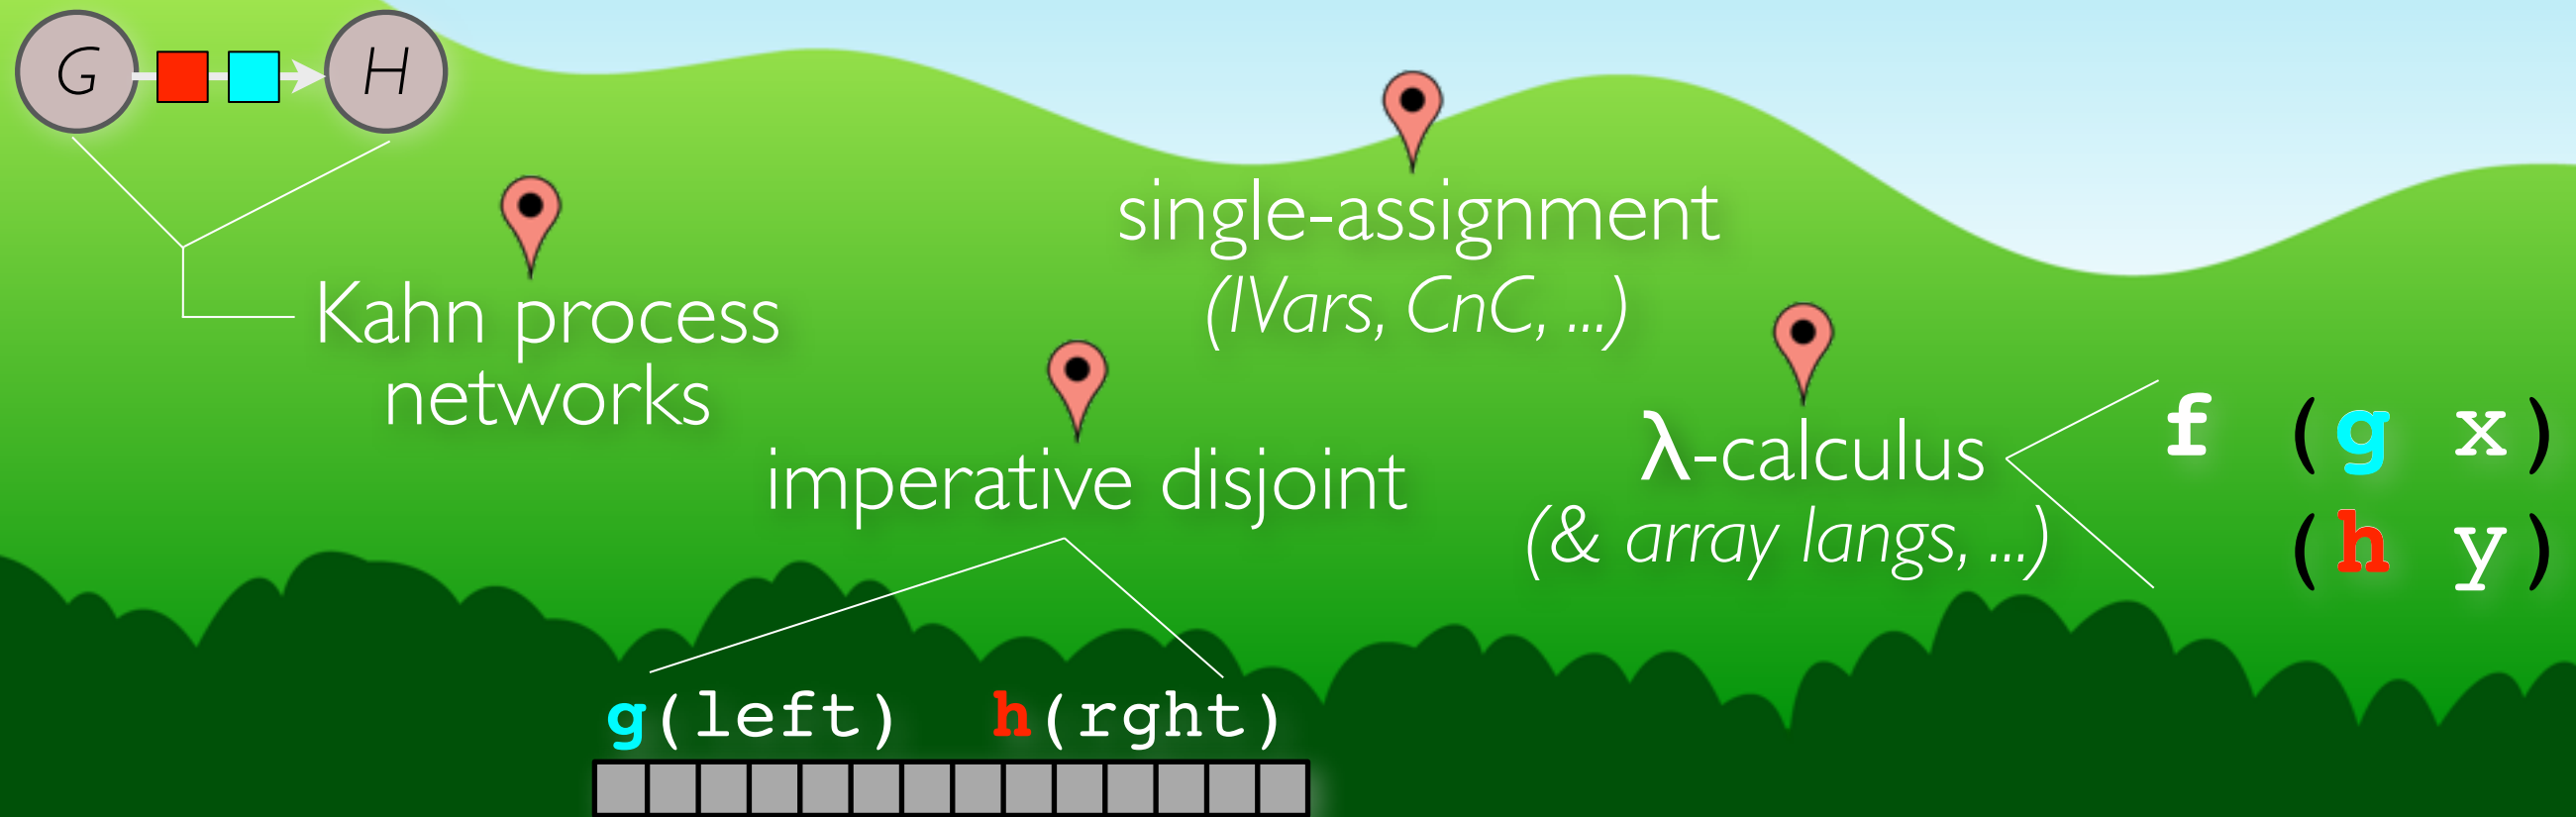 G H
single-assignment
(IVars, CnC, ...)
Kahn process
networks
imperative disjoint
λ-calculus
(& array langs, ...)
f (g x)
(h y)
g(left) h(rght)